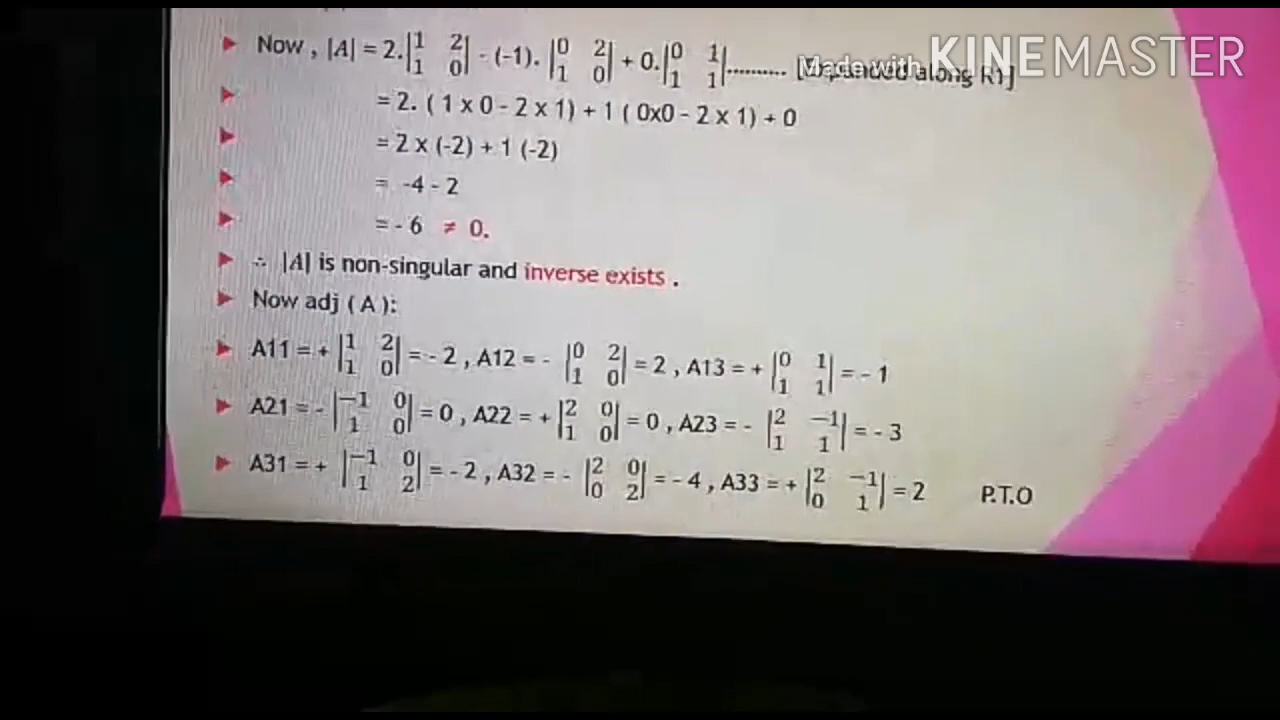 Now , |A| = 2.|1 2 1 0| - (-1). |0 2 1 0| + 0.|0 1 1 1|.......... [Expanded along R1]
Made with KINEMASTER
= 2. ( 1 x 0 - 2 x 1) + 1 ( 0x0 - 2 x 1) + 0
= 2 x (-2) + 1 (-2)
= -4 - 2
= - 6 ≠ 0.
∴ |A| is non-singular and inverse exists .
Now adj ( A ):
A11 = + |1 2 1 0| = - 2 , A12 = - |0 2 1 0| = 2 , A13 = + |0 1 1 1| = - 1
A21 = - |−1 0 1 0| = 0 , A22 = + |2 0 1 0| = 0 , A23 = - |2 −1 1 1| = - 3
A31 = + |−1 0 1 2| = - 2 , A32 = - |2 0 0 2| = - 4 , A33 = + |2 −1 0 1| = 2 P.T.O